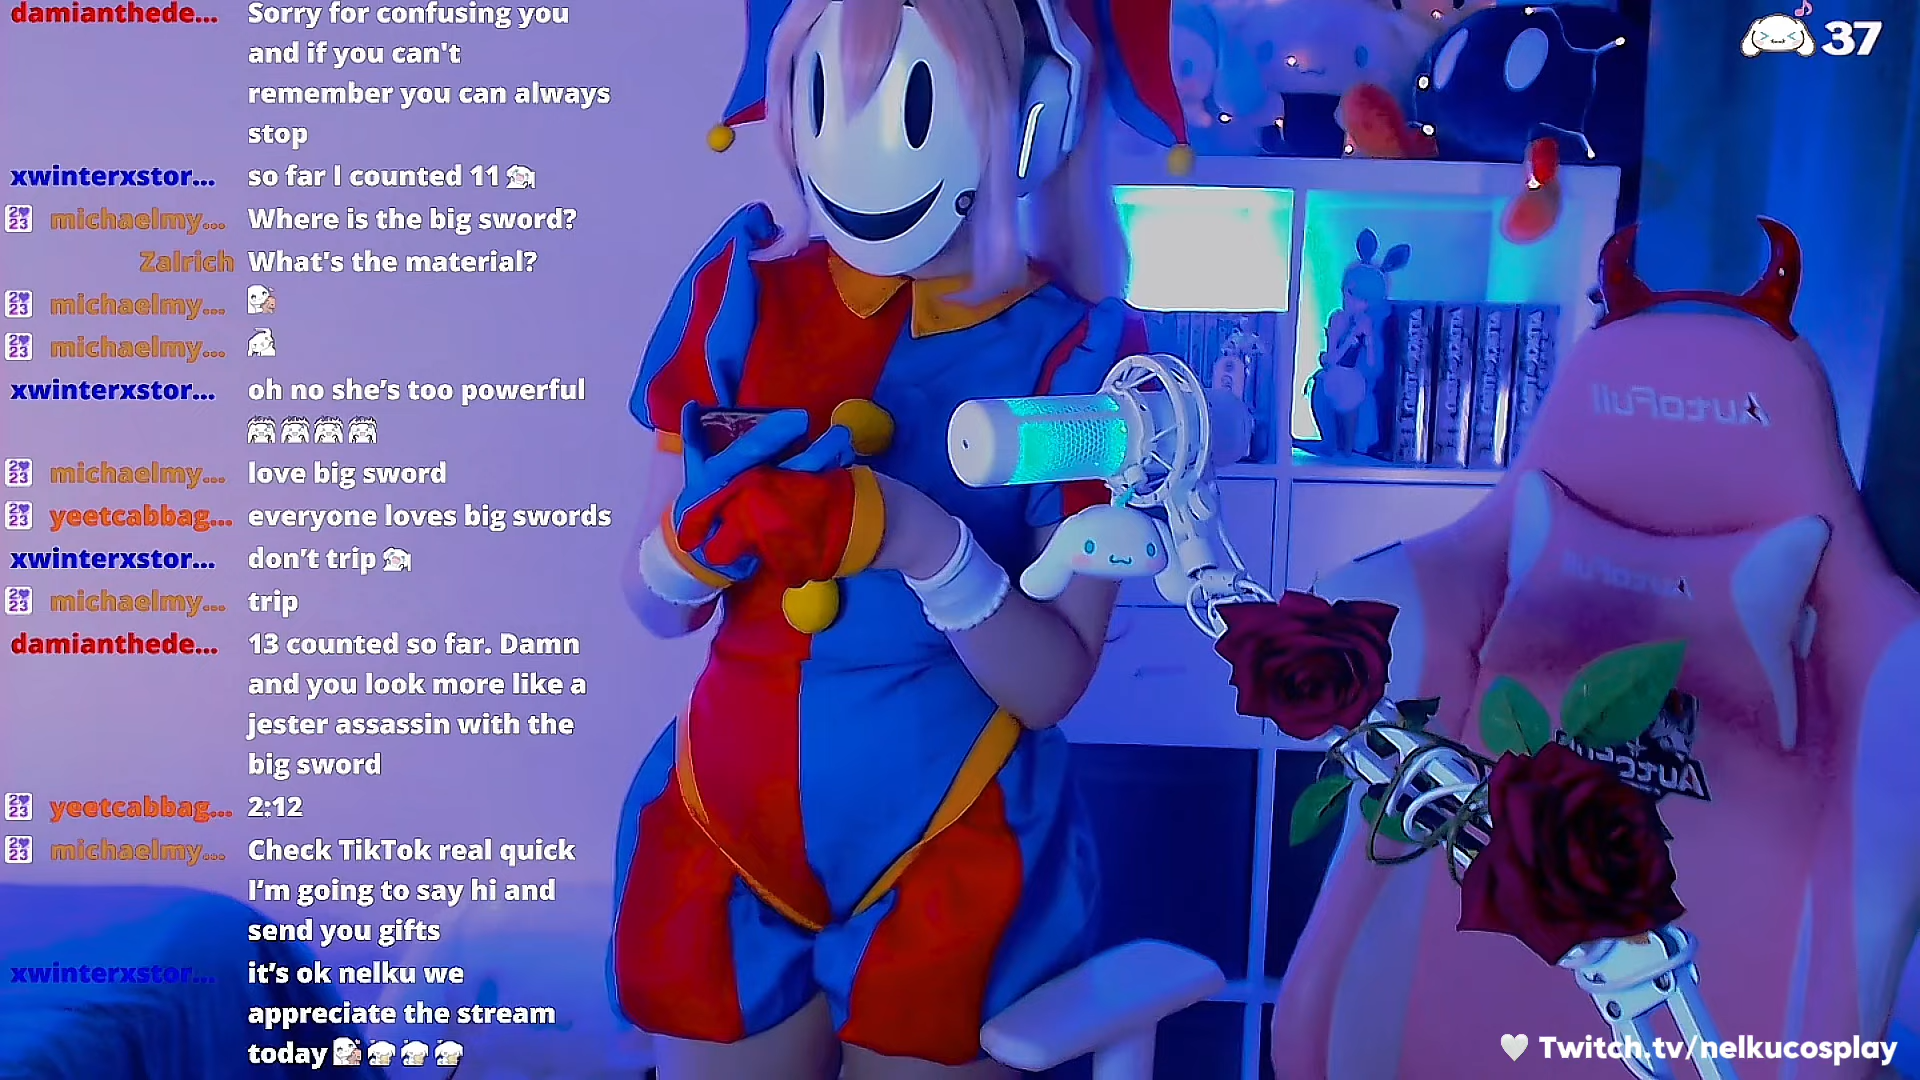 damianthede... Sorry for confusing you
and if you can't
remember you can always
stop
xwinterxstor... so far I counted 11
michaelmy... Where is the big sword?
Zalrich What's the material?
michaelmy...
michaelmy...
xwinterxstor... oh no she’s too powerful
michaelmy... love big sword
yeetcabbag... everyone loves big swords
xwinterxstor... don’t trip
michaelmy... trip
damianthede... 13 counted so far. Damn
and you look more like a
jester assassin with the
big sword
yeetcabbag... 2:12
michaelmy... Check TikTok real quick
I’m going to say hi and
send you gifts
xwinterxstor... it’s ok nelku we
appreciate the stream
today
37
AutoFull
AutoFull
AutoFull
Twitch.tv/nelkucosplay